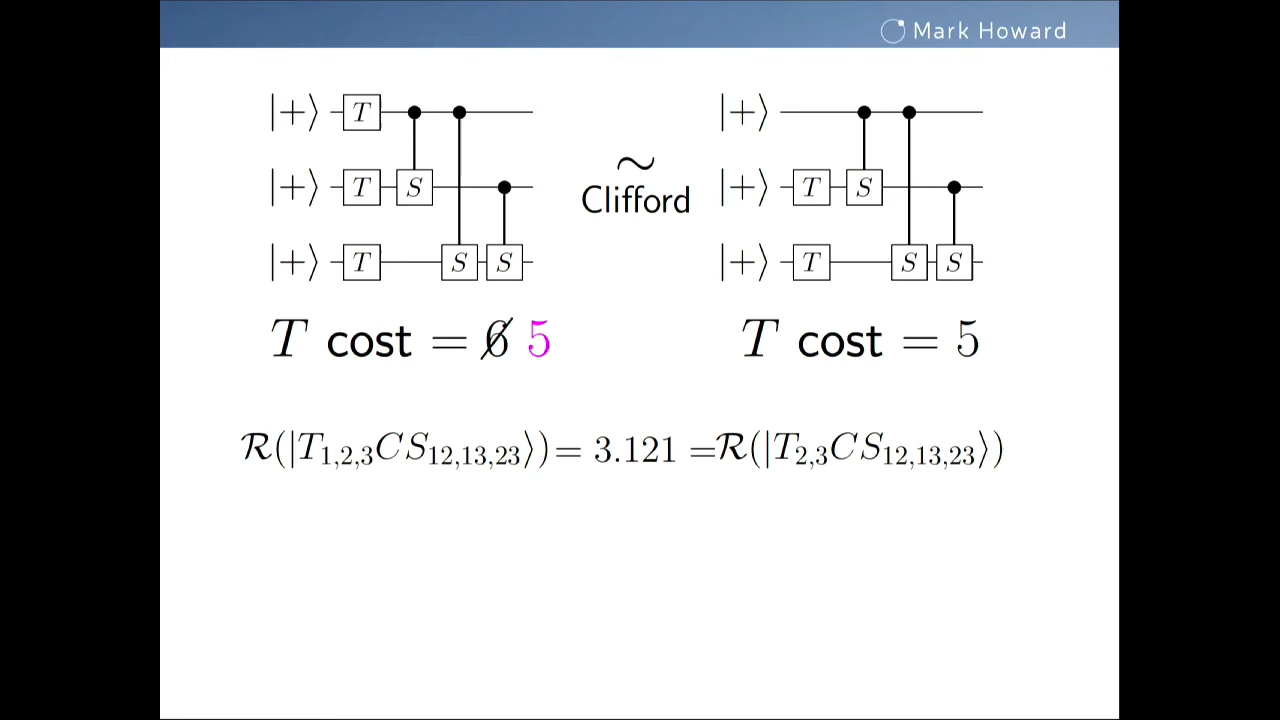 Mark Howard
|+⟩ T |+⟩
|+⟩ T S ∼ |+⟩ T S
Clifford
|+⟩ T S S |+⟩ T S S
T cost = 6 5 T cost = 5
R(|T1,2,3CS12,13,23⟩) = 3.121 = R(|T2,3CS12,13,23⟩)